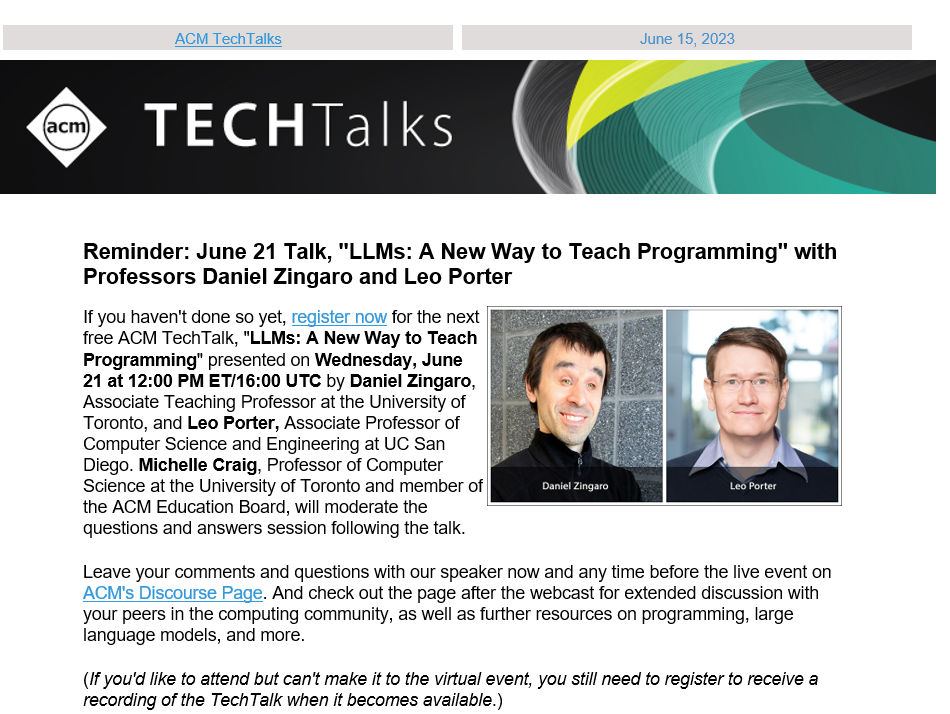 ACM TechTalks
June 15, 2023
acm
TECHTalks
Reminder: June 21 Talk, "LLMs: A New Way to Teach Programming" with
Professors Daniel Zingaro and Leo Porter
If you haven't done so yet, register now for the next
free ACM TechTalk, "LLMs: A New Way to Teach
Programming" presented on Wednesday, June
21 at 12:00 PM ET/16:00 UTC by Daniel Zingaro,
Associate Teaching Professor at the University of
Toronto, and Leo Porter, Associate Professor of
Computer Science and Engineering at UC San
Diego. Michelle Craig, Professor of Computer
Science at the University of Toronto and member of
the ACM Education Board, will moderate the
questions and answers session following the talk.
Daniel Zingaro
Leo Porter
Leave your comments and questions with our speaker now and any time before the live event on
ACM's Discourse Page. And check out the page after the webcast for extended discussion with
your peers in the computing community, as well as further resources on programming, large
language models, and more.
(If you'd like to attend but can't make it to the virtual event, you still need to register to receive a
recording of the TechTalk when it becomes available.)